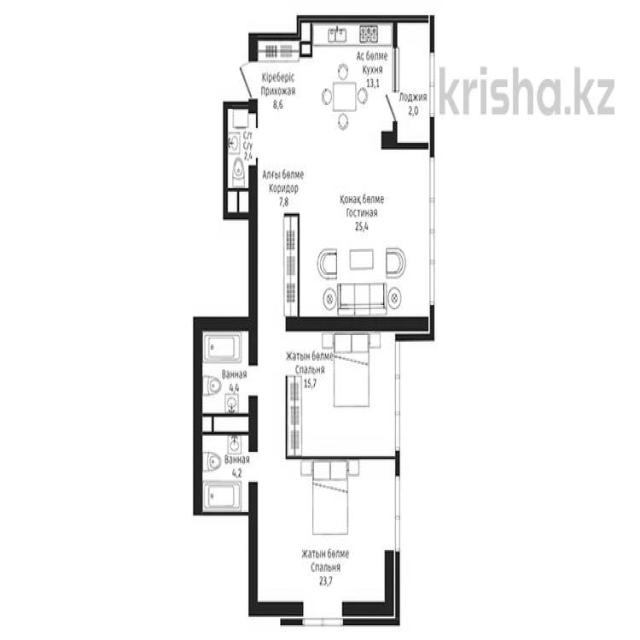 Кіреберіс
Прихожая
8,6
Ас бөлме
Кухня
13,1
Лоджия
2,0
krisha.kz
С/т
С/у
2,4
Алғы бөлме
Коридор
7,8
Қонақ бөлме
Гостиная
25,4
Ванная
4,4
Жатын бөлме
Спальня
15,7
Ванная
4,2
Жатын бөлме
Спальня
23,7